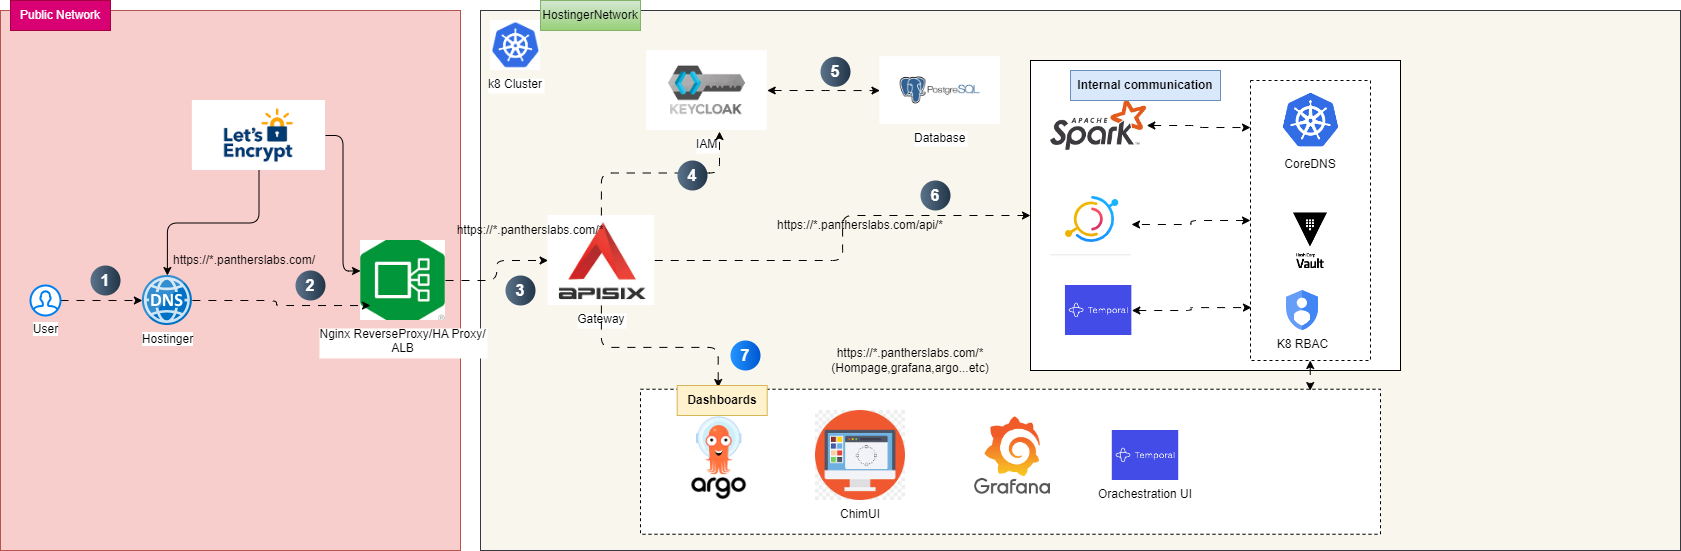 Public Network
HostingerNetwork
k8 Cluster
Let's
Encrypt
KEYCLOAK
IAM
5
PostgreSQL
Database
Internal communication
APACHE
Spark
CoreDNS
4
6
https://*.pantherslabs.com/*
https://*.pantherslabs.com/api/*
https://*.pantherslabs.com/
1
2
3
User
DNS
Hostinger
Nginx ReverseProxy/HA Proxy/
ALB
APISIX
Gateway
HashiCorp
Vault
Temporal
K8 RBAC
7
https://*.pantherslabs.com/*
(Hompage,grafana,argo...etc)
Dashboards
argo
ChimUI
Grafana
Temporal
Orachestration UI